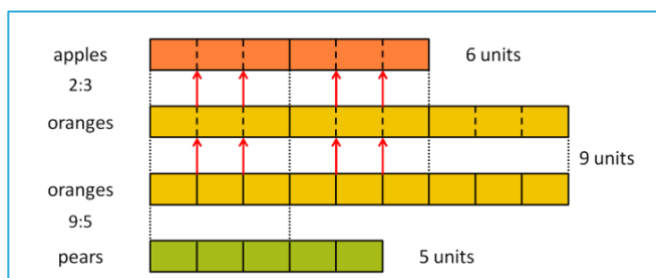 apples 6 units
2:3
oranges
9 units
oranges
9:5
pears 5 units